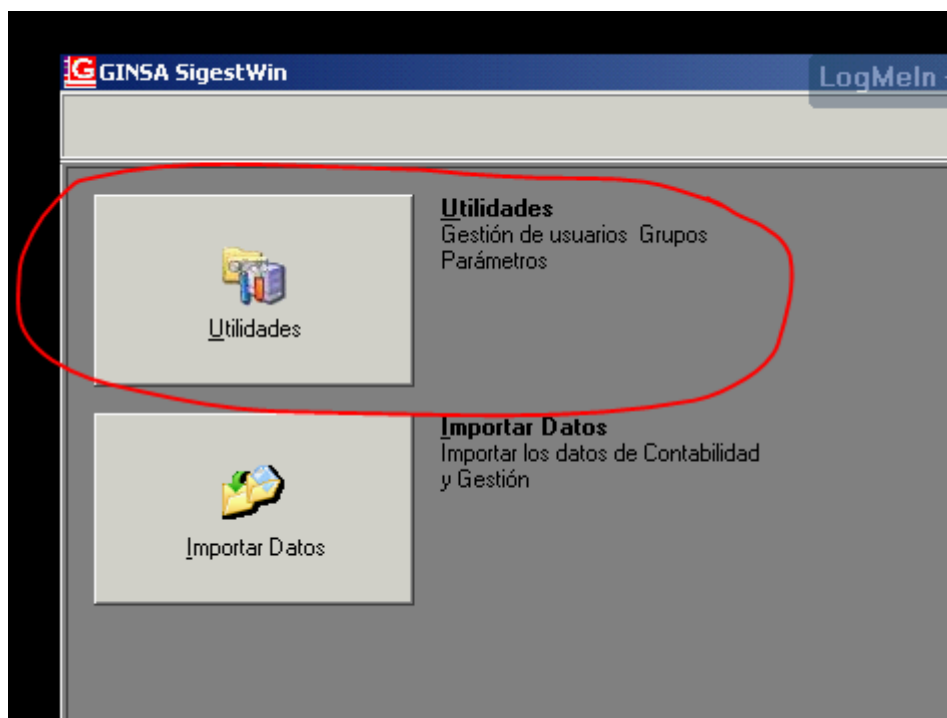 GINSA SigestWin
LogMeIn
Utilidades
Gestión de usuarios Grupos
Parámetros
Utilidades
Importar Datos
Importar los datos de Contabilidad
y Gestión
Importar Datos